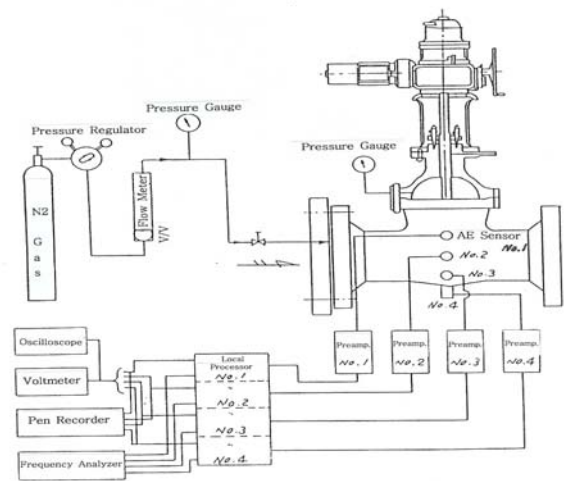 Pressure Gauge
Pressure Regulator
Pressure Gauge
N2
G
a
s
Flow Meter
V/V
AE Sensor
No.1
No.2
No.3
No.4
Preamp.
No.1
Preamp.
No.2
Preamp.
No.3
Preamp.
No.4
Oscilloscope
Voltmeter
Pen Recorder
Frequency Analyzer
Local
Processor
No.1
~
No.2
~
No.3
~
No.4